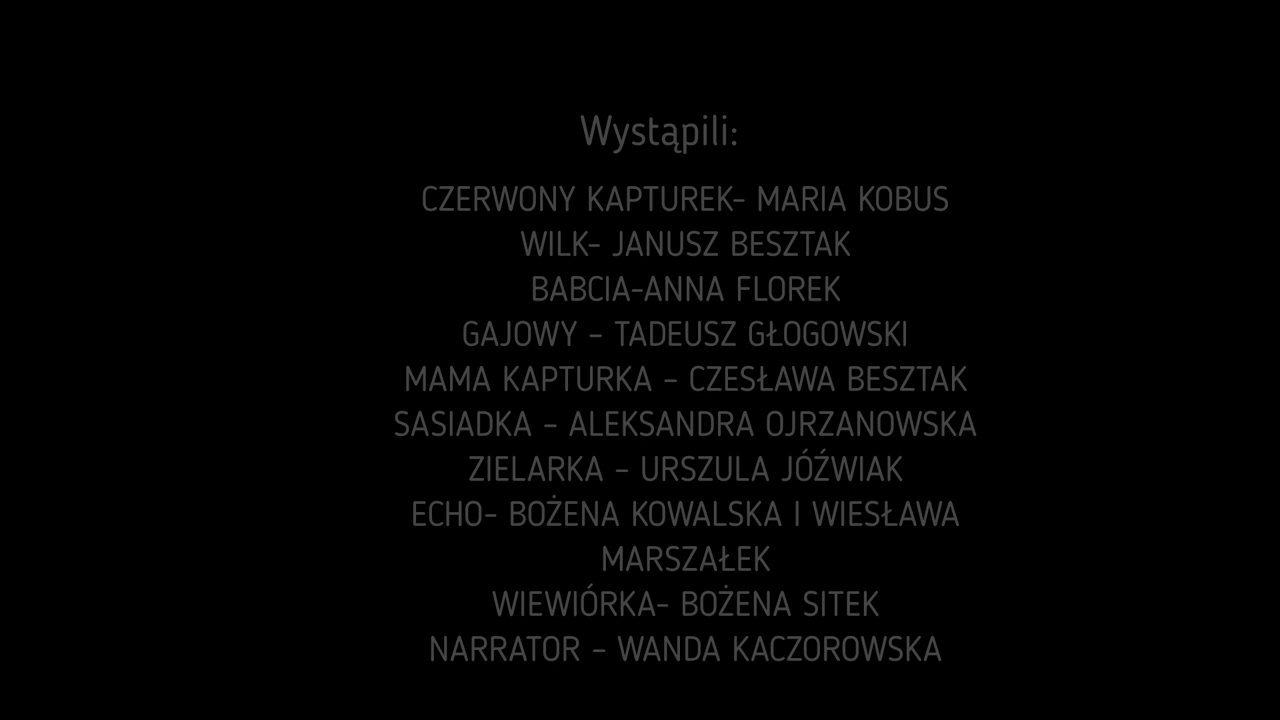 Wystąpili:
CZERWONY KAPTUREK- MARIA KOBUS
WILK- JANUSZ BESZTAK
BABCIA-ANNA FLOREK
GAJOWY - TADEUSZ GŁOGOWSKI
MAMA KAPTURKA - CZESŁAWA BESZTAK
SASIADKA - ALEKSANDRA OJRZANOWSKA
ZIELARKA - URSZULA JÓŹWIAK
ECHO- BOŻENA KOWALSKA I WIESŁAWA
MARSZAŁEK
WIEWIÓRKA- BOŻENA SITEK
NARRATOR - WANDA KACZOROWSKA